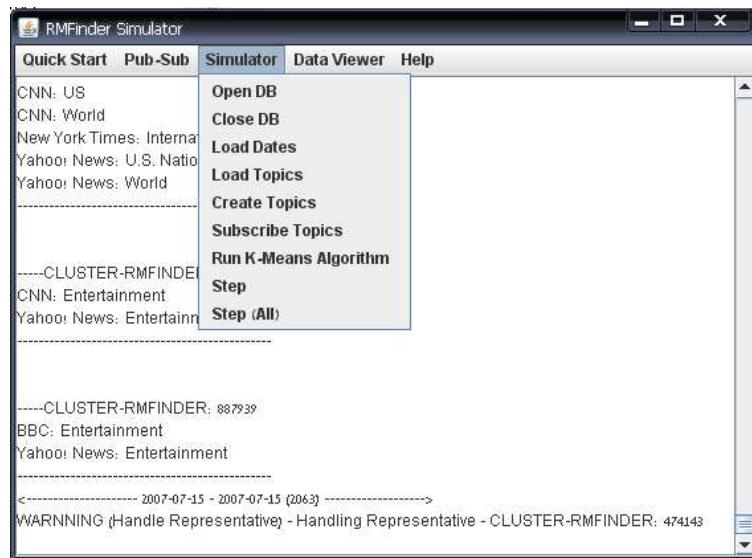 RMFinder Simulator
Quick Start Pub-Sub Simulator Data Viewer Help
Open DB
Close DB
Load Dates
Load Topics
Create Topics
Subscribe Topics
Run K-Means Algorithm
Step
Step (All)
CNN: US
CNN: World
New York Times: Interna
Yahoo! News: U.S. Natio
Yahoo! News: World
-----------------------------------
-----CLUSTER-RMFINDE
CNN: Entertainment
Yahoo! News: Entertainn
---------------------------------------------------
-----CLUSTER-RMFINDER: 887939
BBC: Entertainment
Yahoo! News: Entertainment
---------------------------------------------------
<---------------------- 2007-07-15 - 2007-07-15 (2063) ------------------->
WARNNING (Handle Representative) - Handling Representative - CLUSTER-RMFINDER: 474143